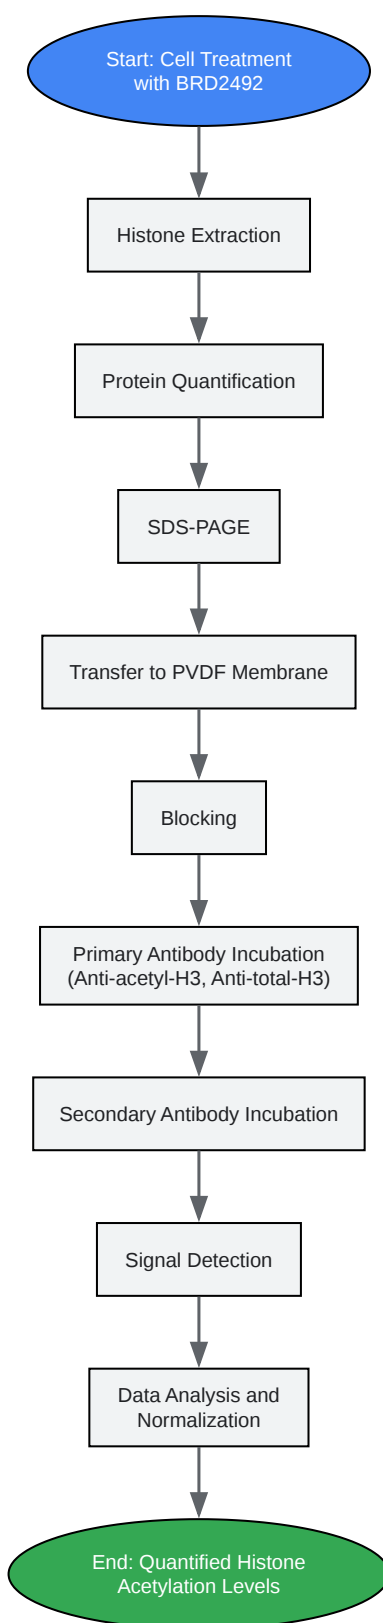 Start: Cell Treatment
with BRD2492
Histone Extraction
Protein Quantification
SDS-PAGE
Transfer to PVDF Membrane
Blocking
Primary Antibody Incubation
(Anti-acetyl-H3, Anti-total-H3)
Secondary Antibody Incubation
Signal Detection
Data Analysis and
Normalization
End: Quantified Histone
Acetylation Levels